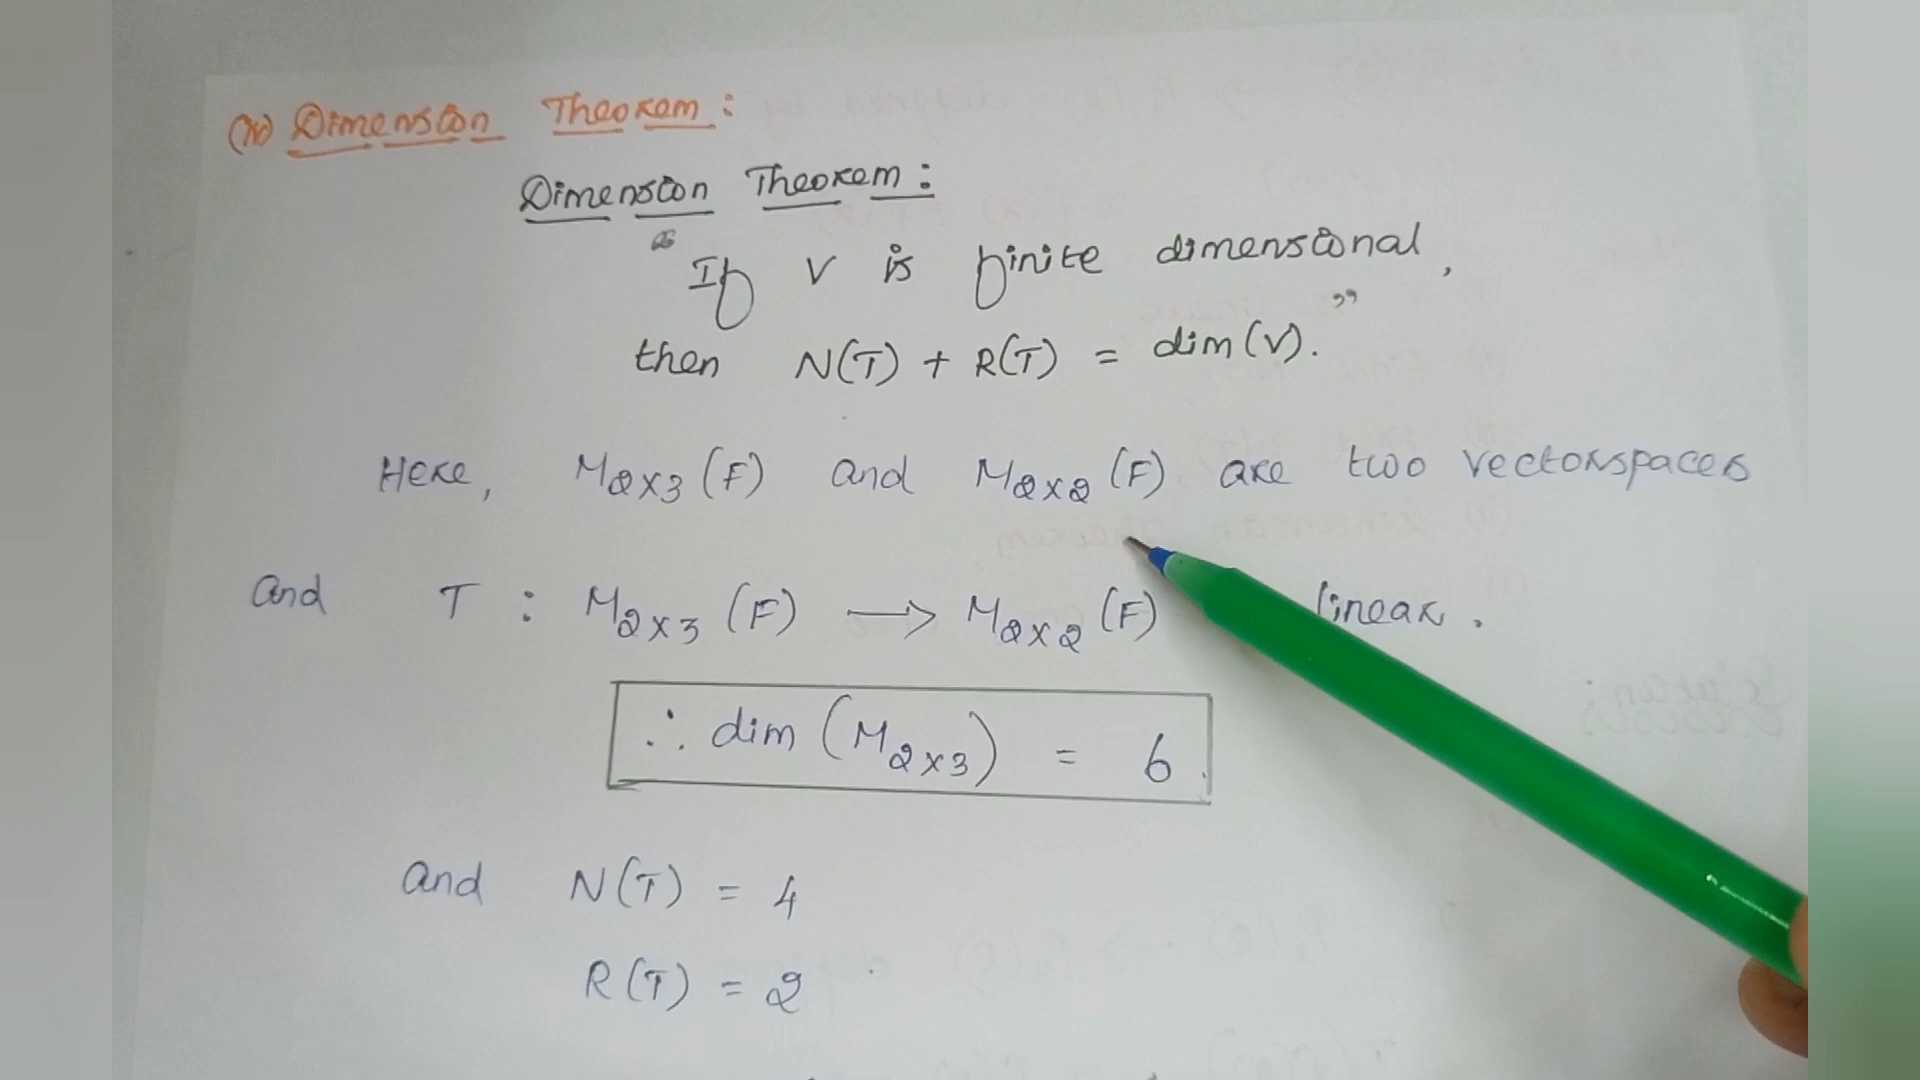 (iv) Dimension Theorem :
Dimension Theorem :
"If V is finite dimensional,
then N(T) + R(T) = dim(V)."
Here, M2x3 (F) and M2x2 (F) are two vectorspaces
and T : M2x3 (F) → M2x2 (F) linear.
∴ dim (M2x3) = 6.
and N(T) = 4
R(T) = 2